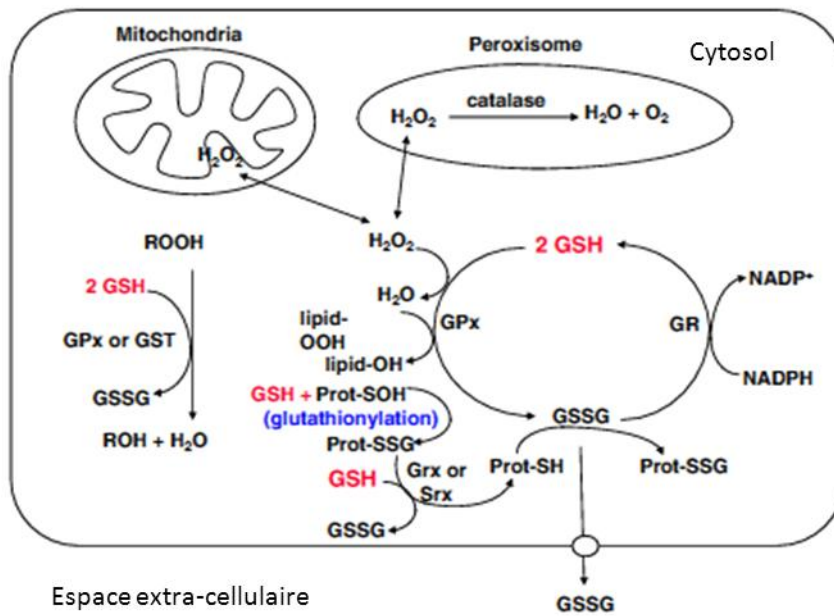 Mitochondria
Peroxisome
Cytosol
H₂O₂
catalase
H₂O + O₂
H₂O₂
ROOH
H₂O₂
2 GSH
2 GSH
H₂O
NADP⁺
lipid-
OOH
GPx or GST
GPx
GR
lipid-OH
NADPH
GSSG
GSH + Prot-SOH
(glutathionylation)
GSSG
ROH + H₂O
Prot-SSG
Grx or
Srx
Prot-SH
Prot-SSG
GSH
GSSG
Espace extra-cellulaire
GSSG